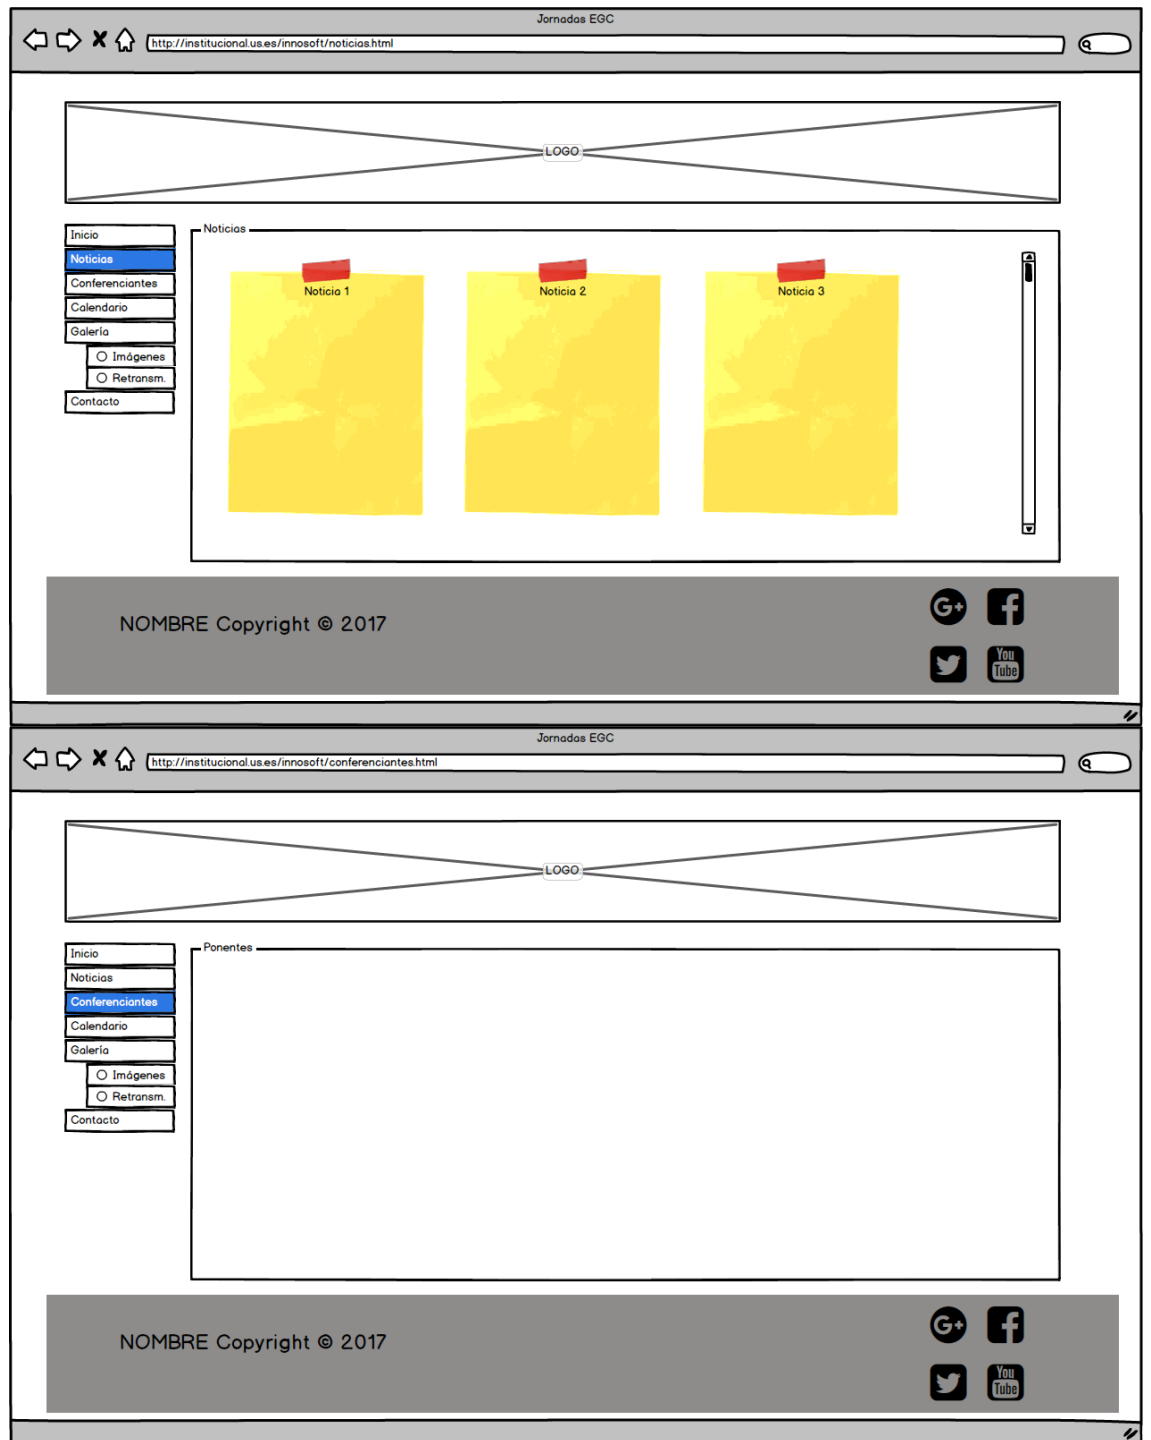 Jornadas EGC
http://institucional.us.es/innosoft/noticias.html
LOGO
Inicio
Noticias
Conferenciantes
Calendario
Galería
Imágenes
Retransm.
Contacto
Noticias
Noticia 1
Noticia 2
Noticia 3
NOMBRE Copyright © 2017
G+
f
You
Tube
Jornadas EGC
http://institucional.us.es/innosoft/conferenciantes.html
LOGO
Inicio
Noticias
Conferenciantes
Calendario
Galería
Imágenes
Retransm.
Contacto
Ponentes
NOMBRE Copyright © 2017
G+
f
You
Tube